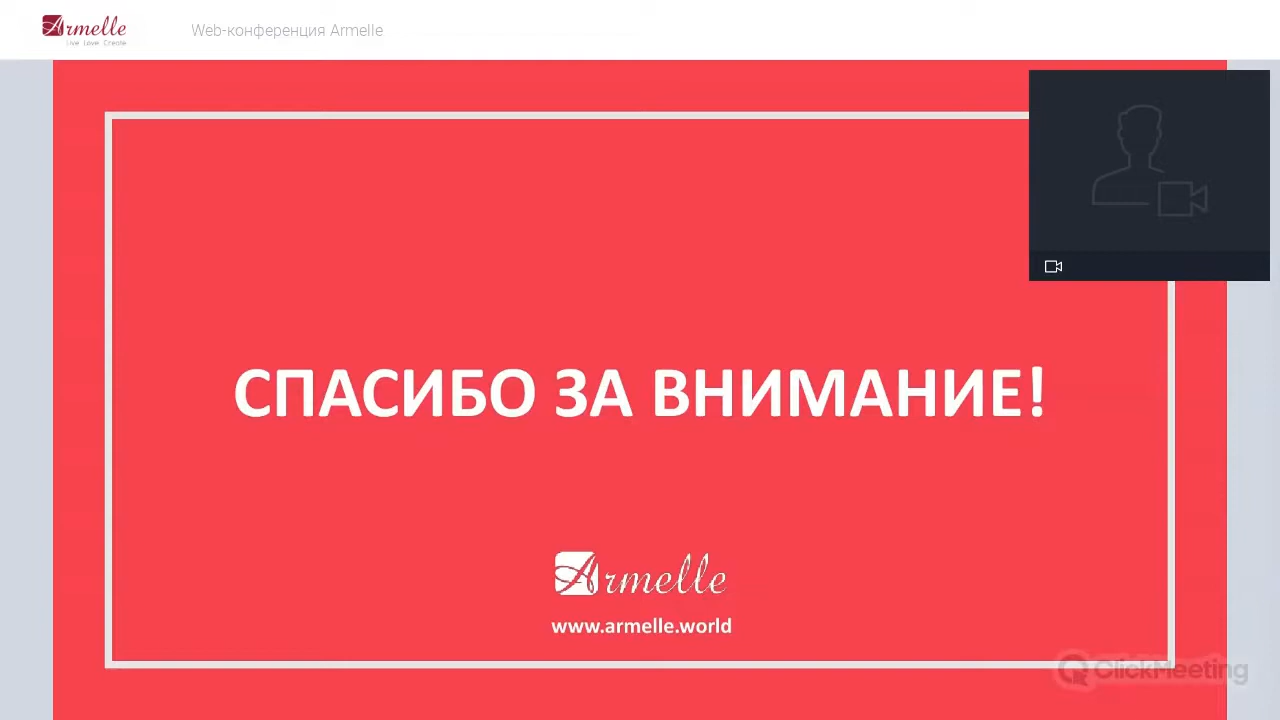 Armelle
Live Love Create
Web-конференция Armelle
СПАСИБО ЗА ВНИМАНИЕ!
Armelle
www.armelle.world
ClickMeeting